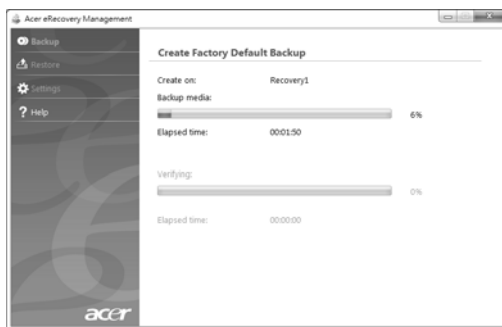 Acer eRecovery Management
Backup
Restore
Settings
Help
Create Factory Default Backup
Create on: Recovery1
Backup media:
6%
Elapsed time: 00:01:50
Verifying:
0%
Elapsed time: 00:00:00
acer